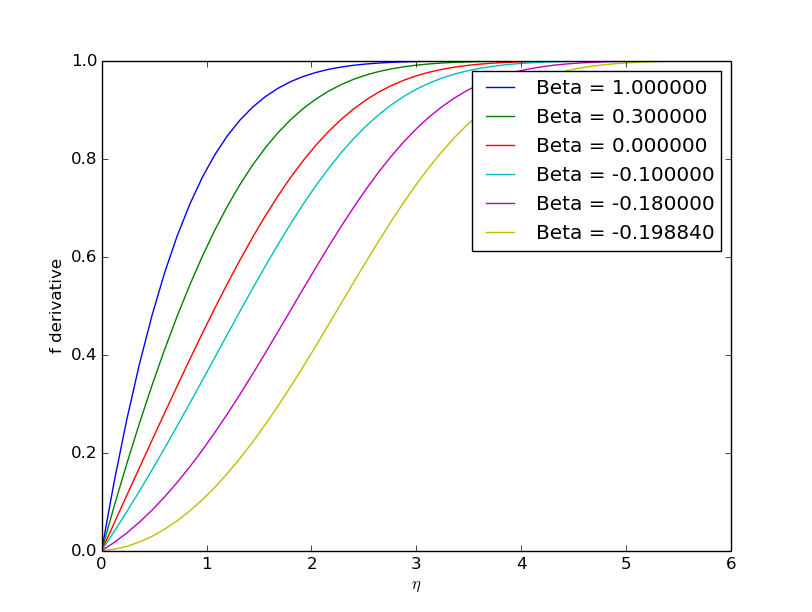 1.0
0.8
0.6
0.4
0.2
0.0
f derivative
Beta = 1.000000
Beta = 0.300000
Beta = 0.000000
Beta = -0.100000
Beta = -0.180000
Beta = -0.198840
0 1 2 3 4 5 6
η